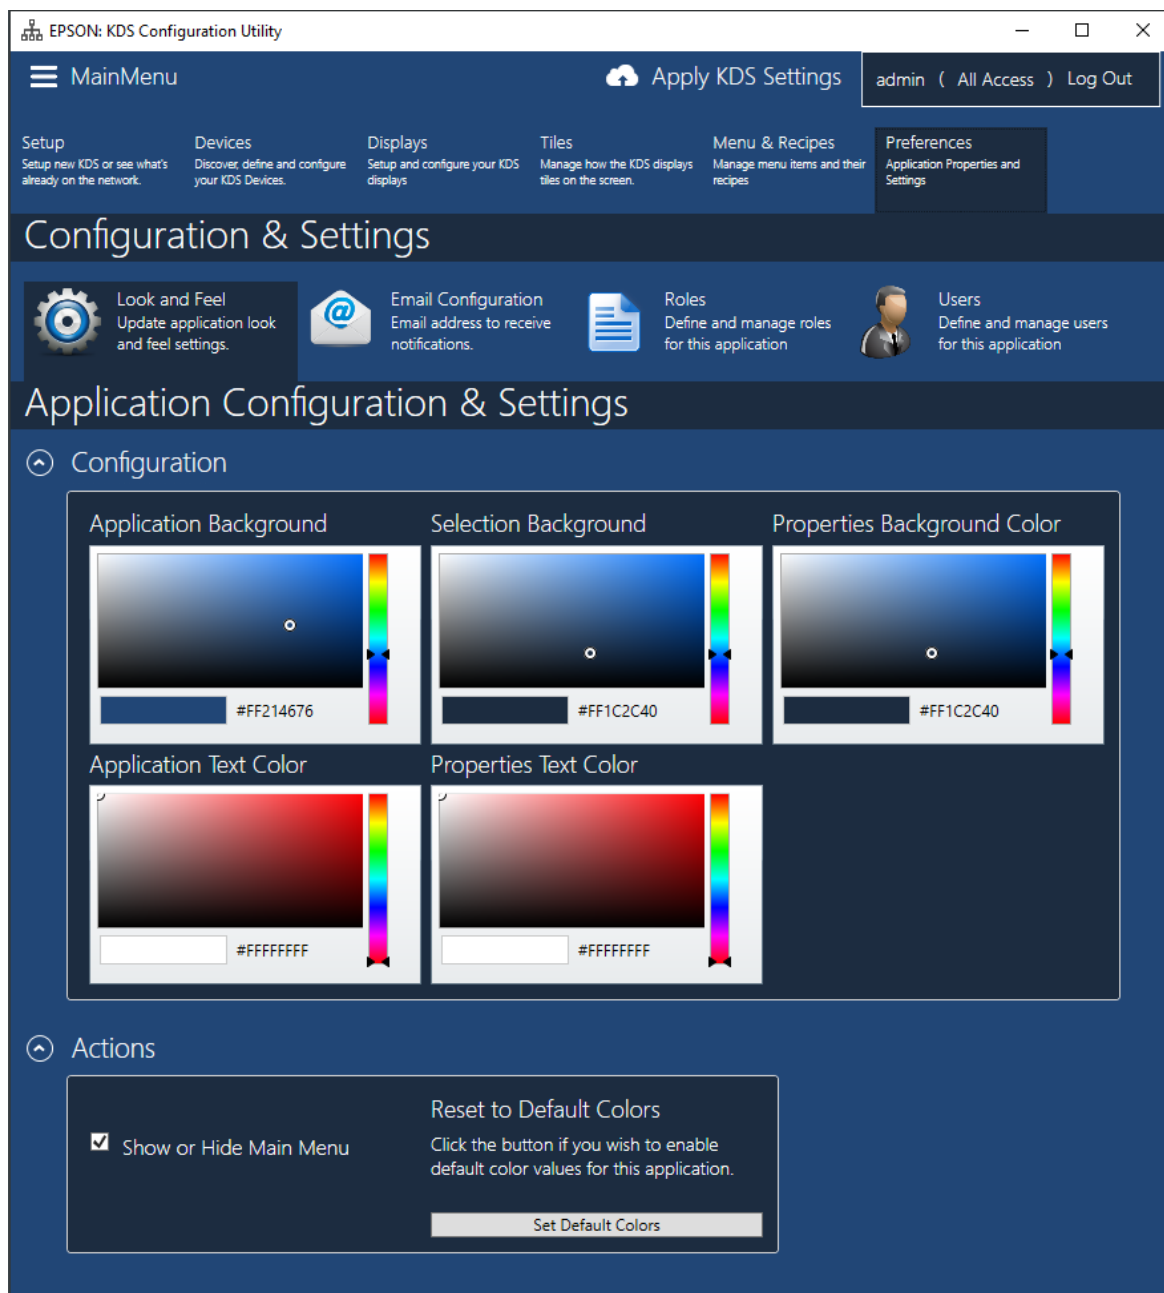 EPSON: KDS Configuration Utility
MainMenu
Apply KDS Settings
admin ( All Access ) Log Out
Setup
Setup new KDS or see what's
already on the network.
Devices
Discover, define and configure
your KDS Devices.
Displays
Setup and configure your KDS
displays
Tiles
Manage how the KDS displays
tiles on the screen.
Menu & Recipes
Manage menu items and their
recipes
Preferences
Application Properties and
Settings
Configuration & Settings
Look and Feel
Update application look
and feel settings.
Email Configuration
Email address to receive
notifications.
Roles
Define and manage roles
for this application
Users
Define and manage users
for this application
Application Configuration & Settings
Configuration
Application Background
#FF214676
Selection Background
#FF1C2C40
Properties Background Color
#FF1C2C40
Application Text Color
#FFFFFFFF
Properties Text Color
#FFFFFFFF
Actions
Show or Hide Main Menu
Reset to Default Colors
Click the button if you wish to enable
default color values for this application.
Set Default Colors